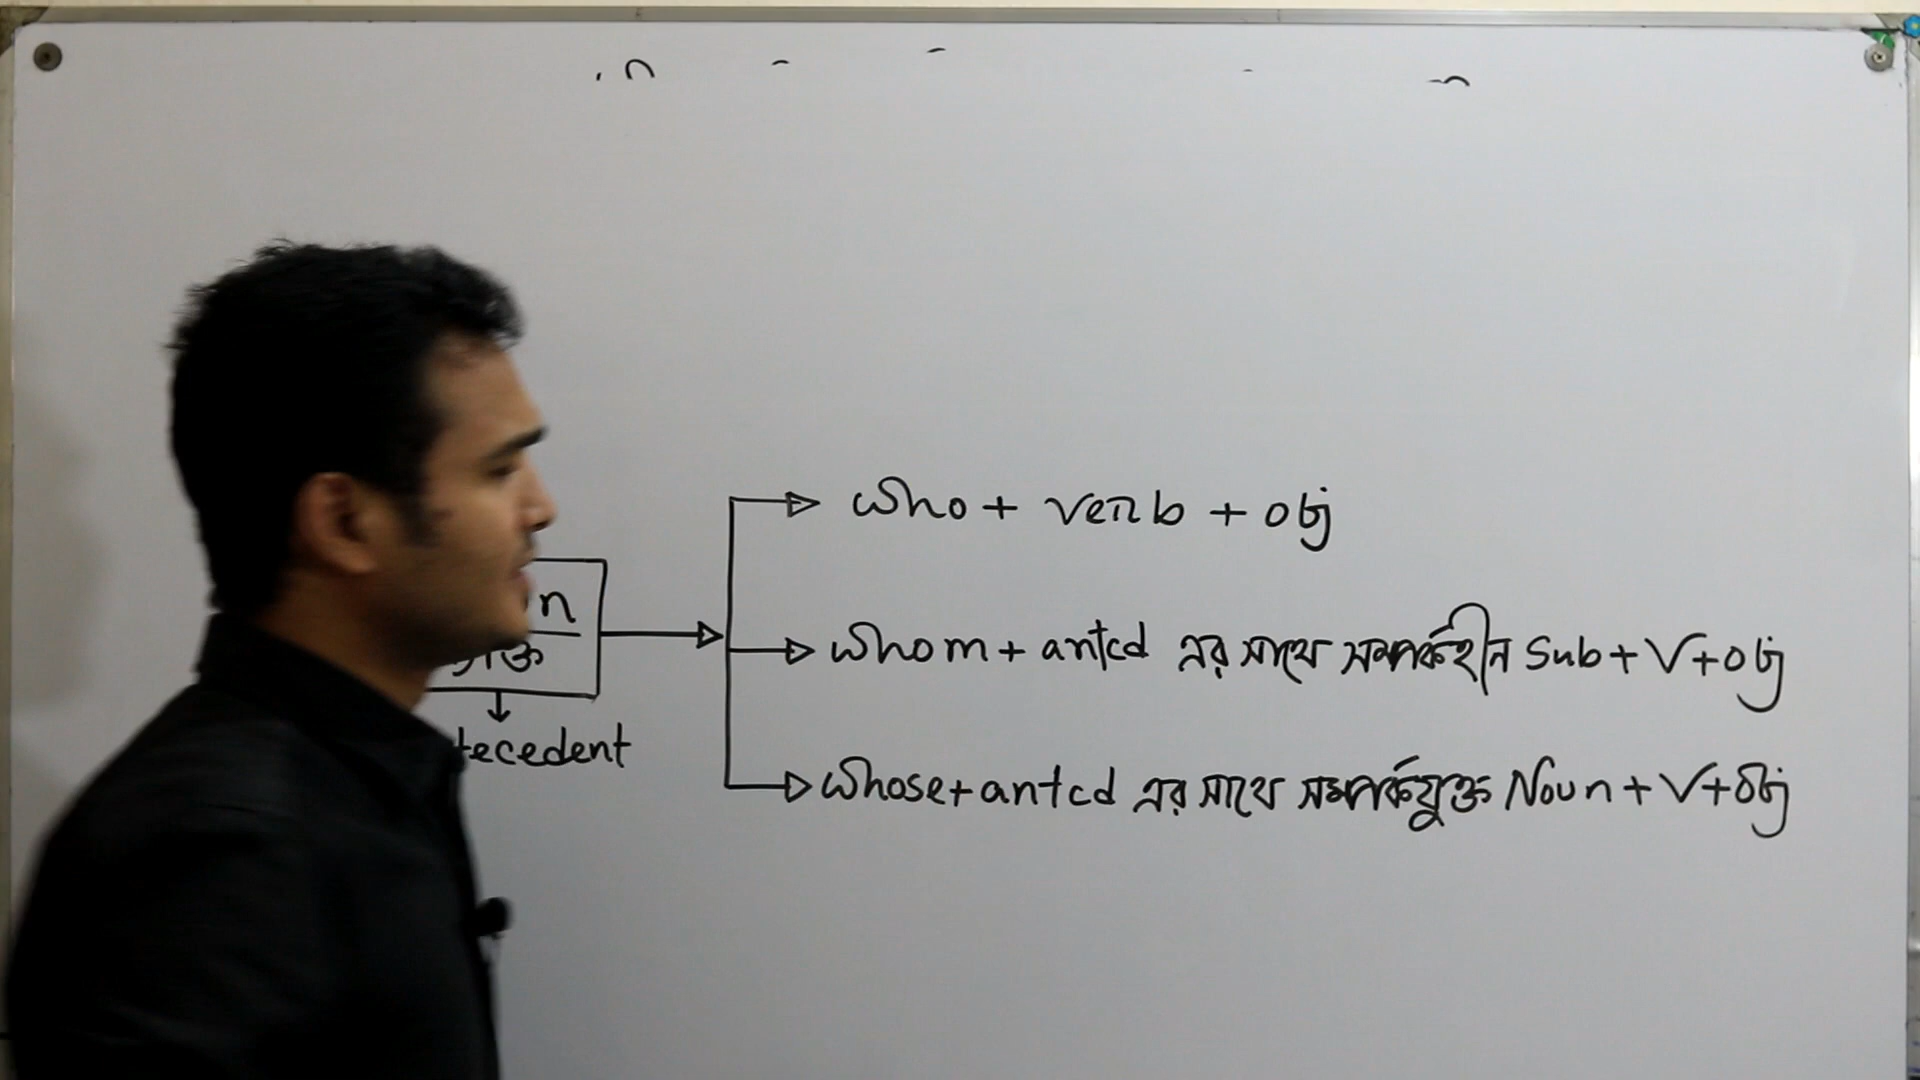 who + verb + obj
n
whom + antcd এর সাথে সম্পর্কহীন Sub + V + obj
tecedent
whose + antcd এর সাথে সম্পর্কযুক্ত Noun + V + Obj